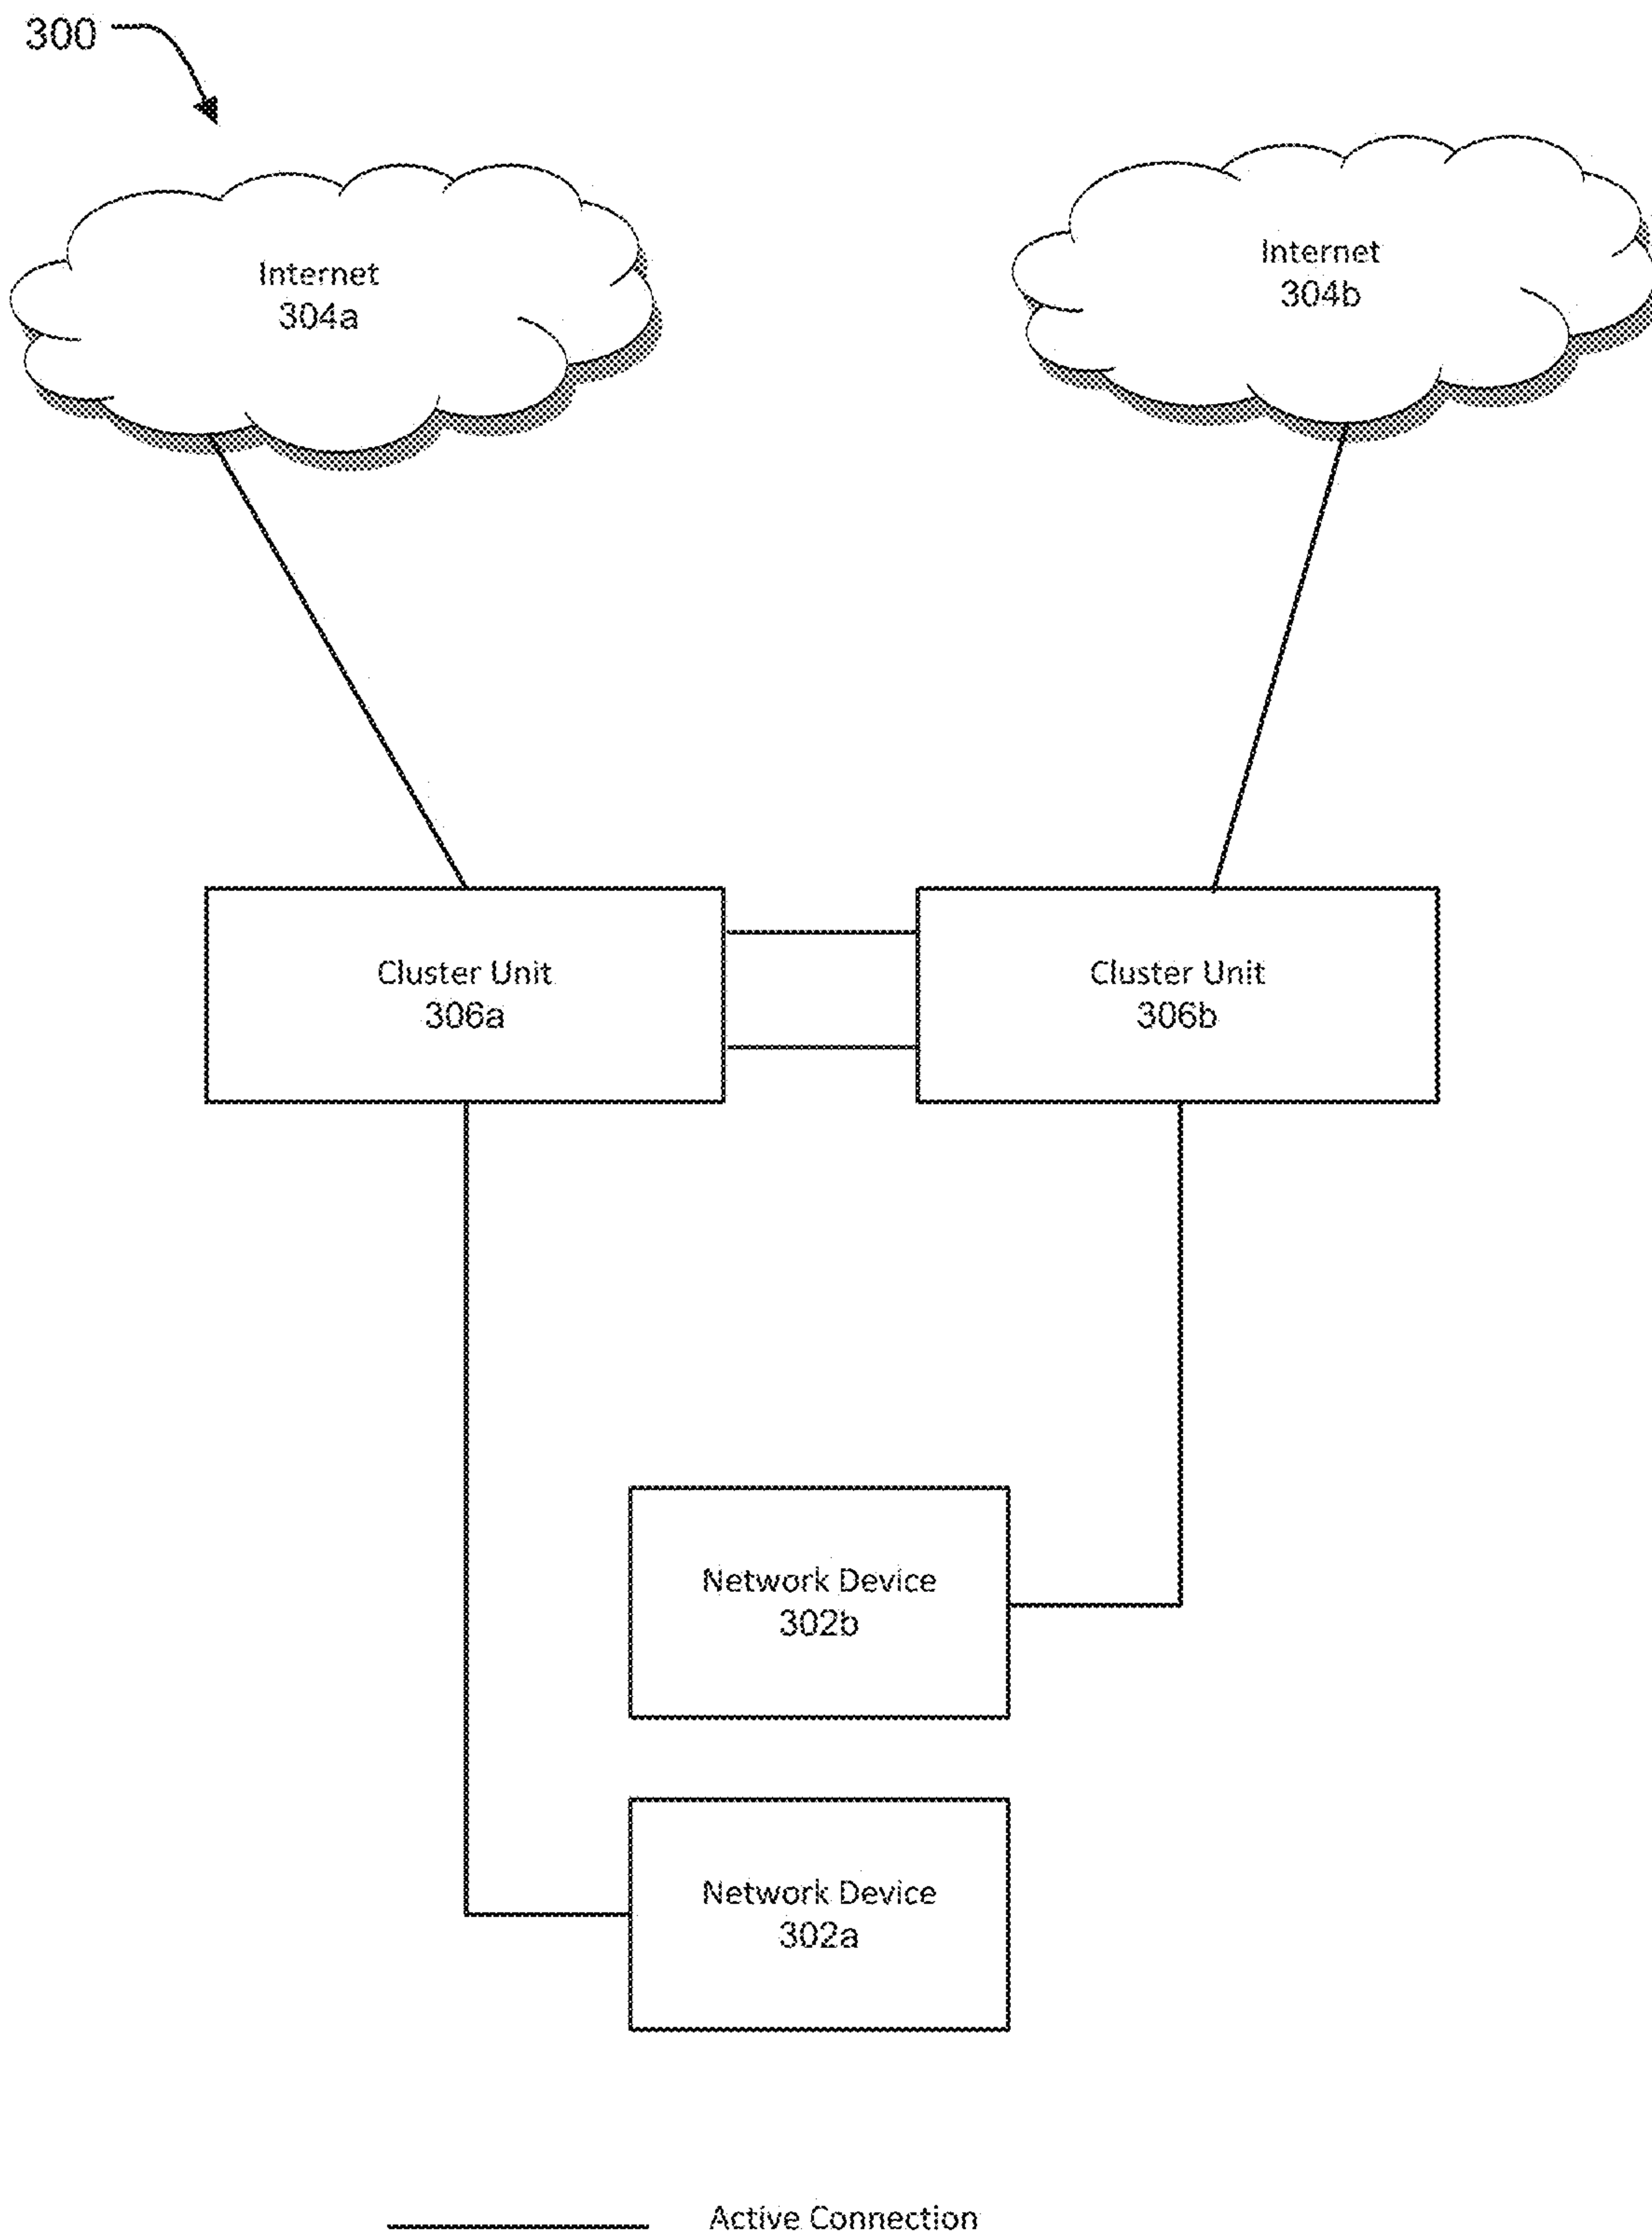 300
Internet
304a
Internet
304b
Cluster Unit
306a
Cluster Unit
306b
Network Device
302b
Network Device
302a
Active Connection